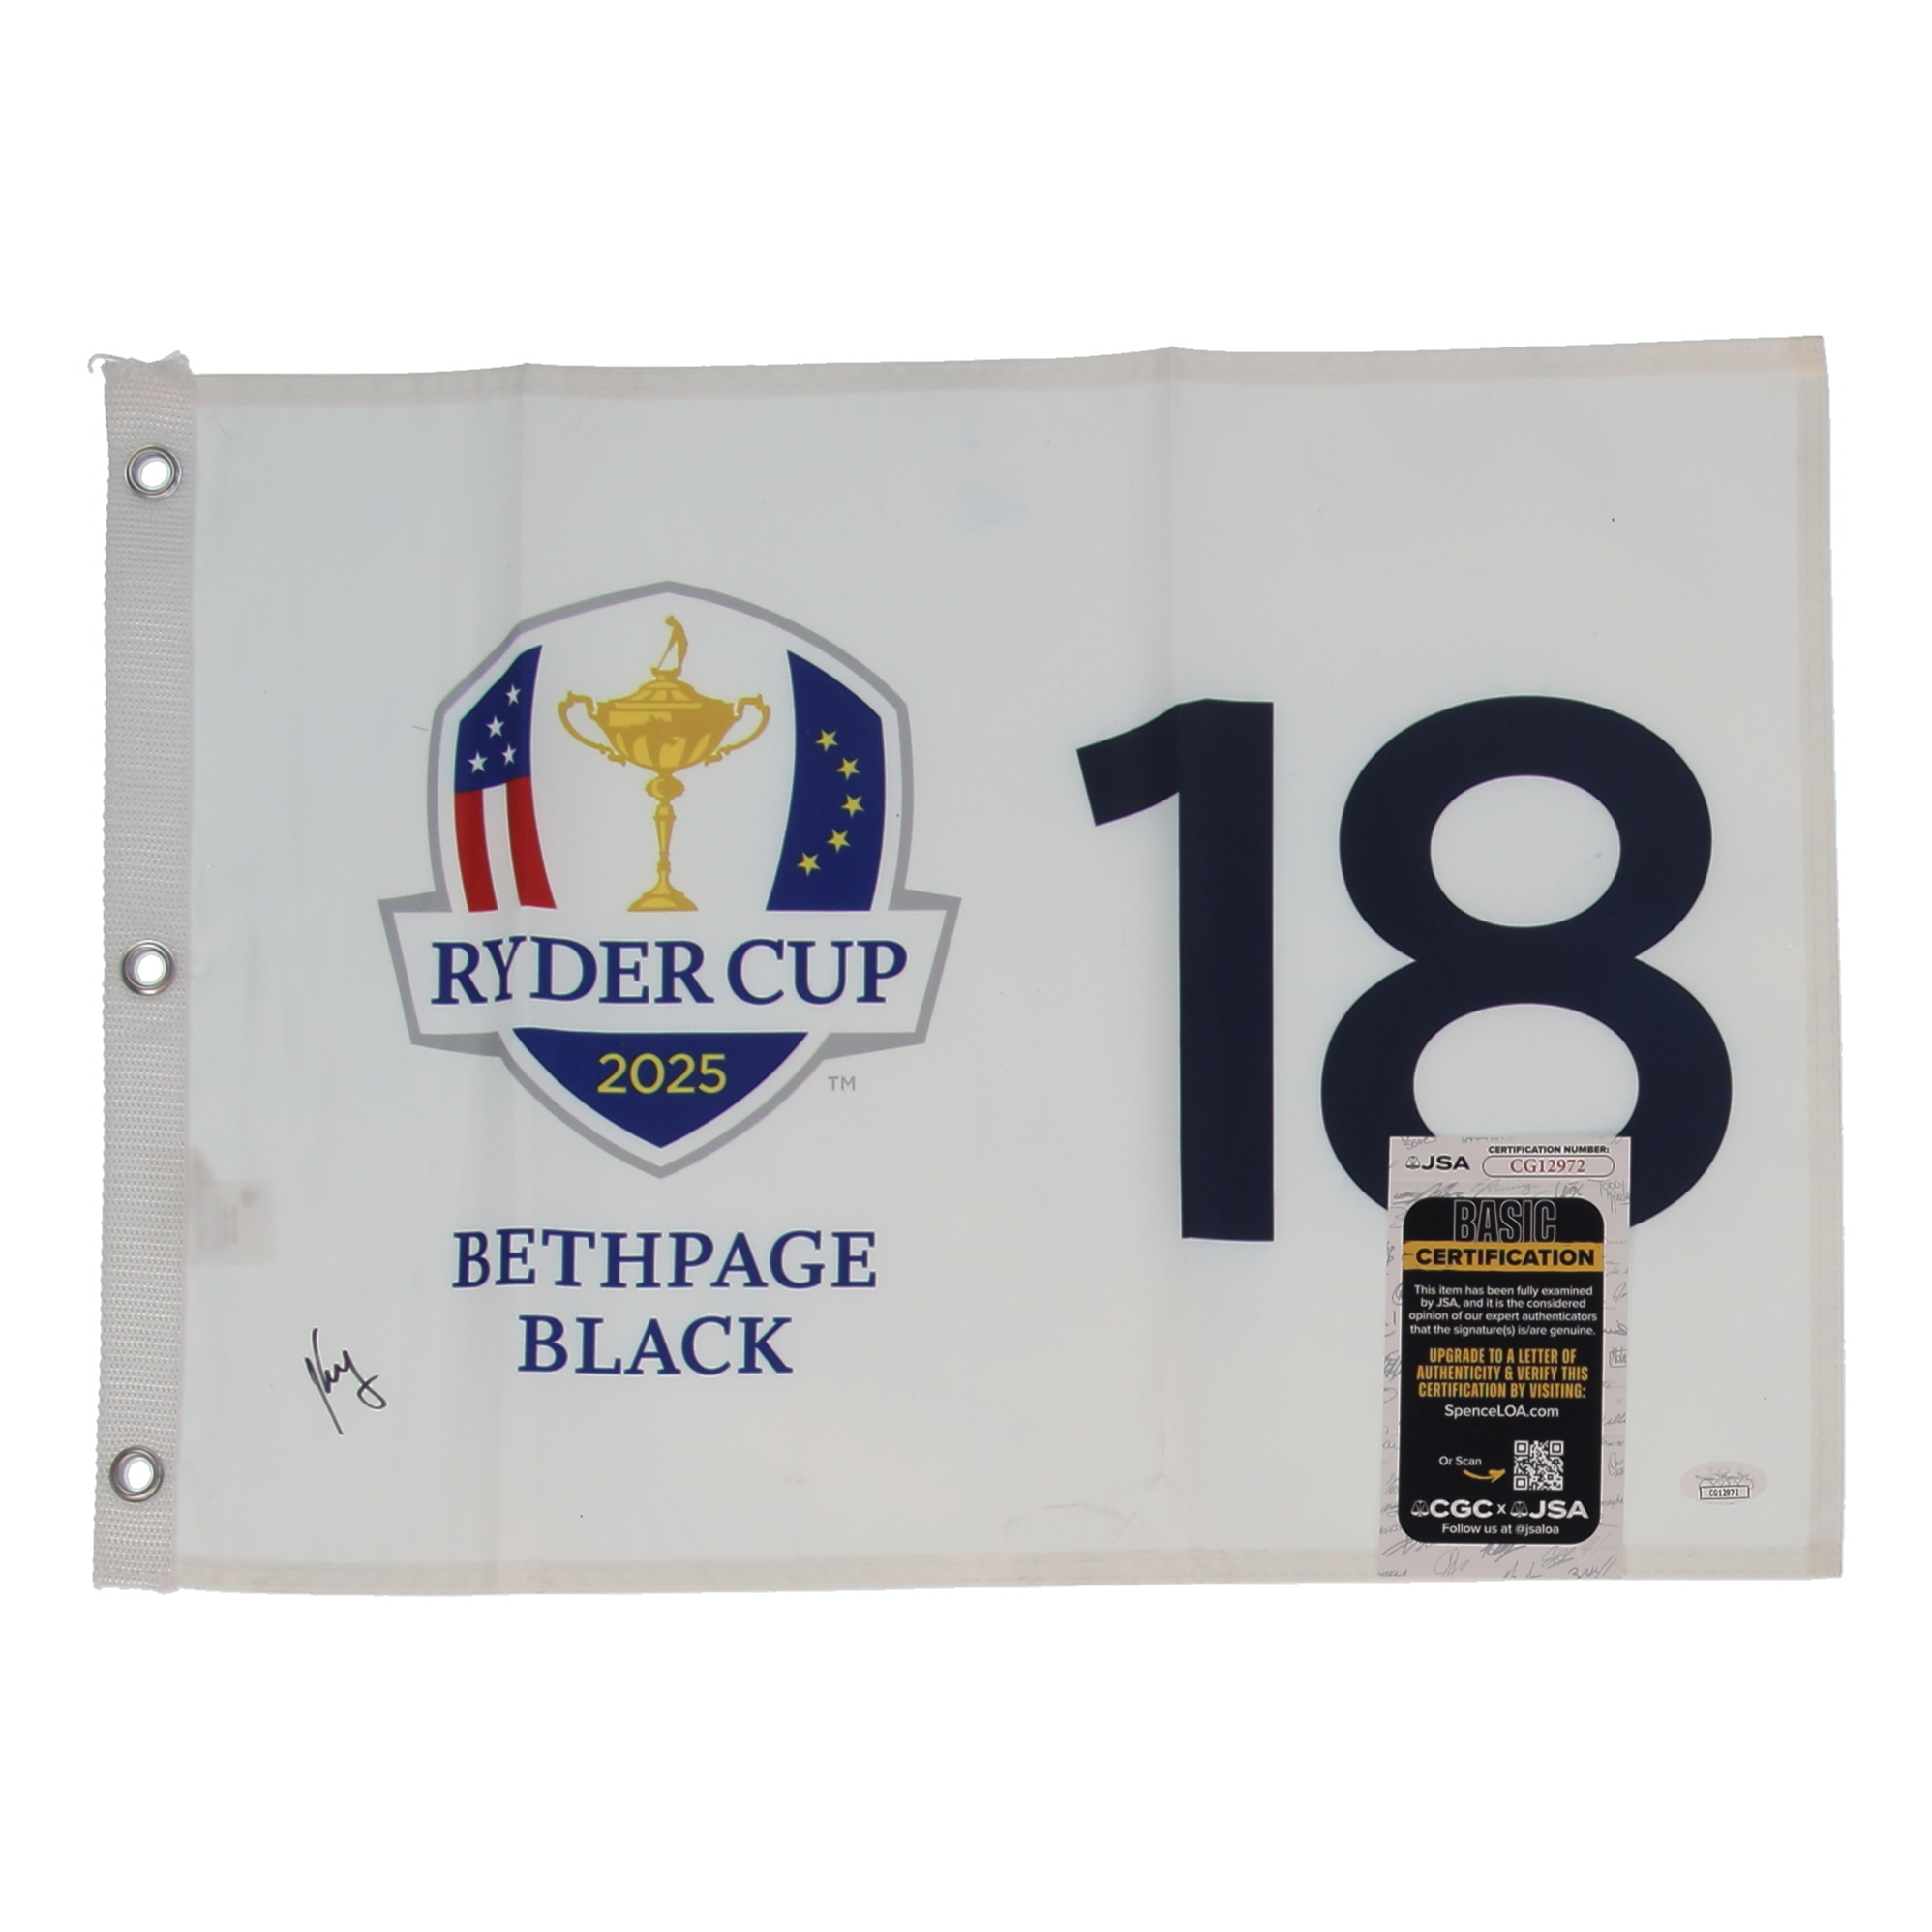 RYDER CUP
2025
TM
BETHPAGE
BLACK
18
JSA
CERTIFICATION NUMBER:
CG12972
BASIC
CERTIFICATION
This item has been fully examined
by JSA, and it is the considered
opinion of our expert authenticators
that the signature(s) is/are genuine.
UPGRADE TO A LETTER OF
AUTHENTICITY & VERIFY THIS
CERTIFICATION BY VISITING:
SpenceLOA.com
Or Scan
CGC x JSA
Follow us at @jsaloa
CG12972